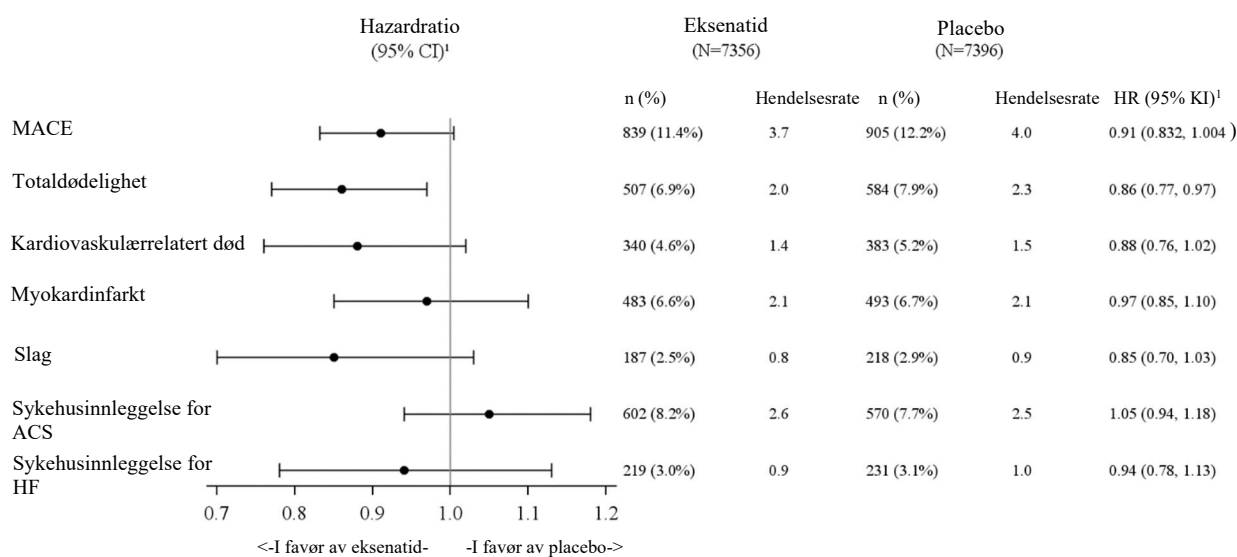 Hazardratio Eksenatid Placebo
(95% CI)¹ (N=7356) (N=7396)
n (%) Hendelsesrate n (%) Hendelsesrate HR (95% KI)¹
MACE 839 (11.4%) 3.7 905 (12.2%) 4.0 0.91 (0.832, 1.004 )
Totaldødelighet 507 (6.9%) 2.0 584 (7.9%) 2.3 0.86 (0.77, 0.97)
Kardiovaskulærrelatert død 340 (4.6%) 1.4 383 (5.2%) 1.5 0.88 (0.76, 1.02)
Myokardinfarkt 483 (6.6%) 2.1 493 (6.7%) 2.1 0.97 (0.85, 1.10)
Slag 187 (2.5%) 0.8 218 (2.9%) 0.9 0.85 (0.70, 1.03)
Sykehusinnleggelse for 602 (8.2%) 2.6 570 (7.7%) 2.5 1.05 (0.94, 1.18)
ACS
Sykehusinnleggelse for 219 (3.0%) 0.9 231 (3.1%) 1.0 0.94 (0.78, 1.13)
HF
0.7 0.8 0.9 1.0 1.1 1.2
<-I favør av eksenatid- -I favør av placebo->